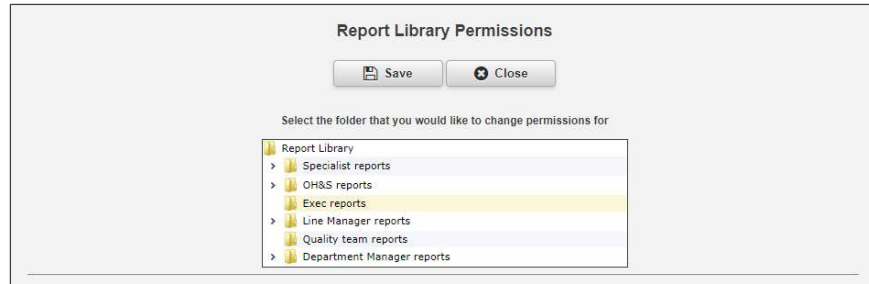 Report Library Permissions
Save Close
Select the folder that you would like to change permissions for
Report Library
Specialist reports
OH&S reports
Exec reports
Line Manager reports
Quality team reports
Department Manager reports